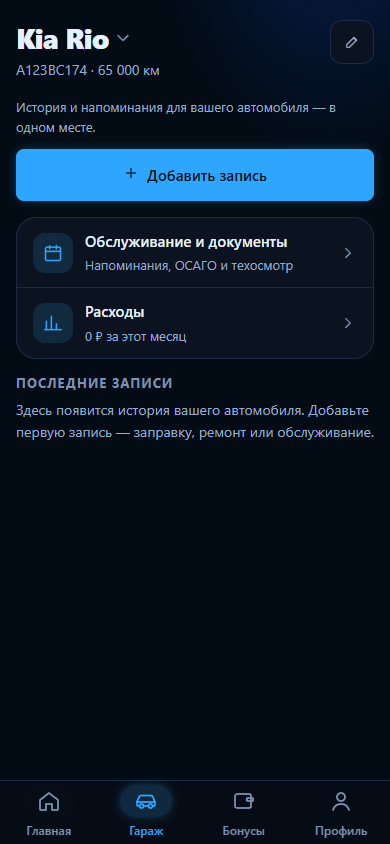 Kia Rio
A123BC174 · 65 000 км
История и напоминания для вашего автомобиля — в
одном месте.
+ Добавить запись
Обслуживание и документы
Напоминания, ОСАГО и техосмотр
Расходы
0 ₽ за этот месяц
ПОСЛЕДНИЕ ЗАПИСИ
Здесь появится история вашего автомобиля. Добавьте
первую запись — заправку, ремонт или обслуживание.
Главная
Гараж
Бонусы
Профиль